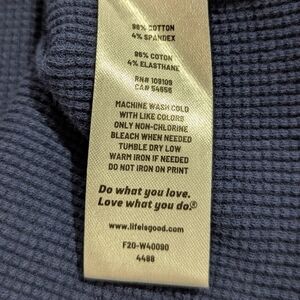 96% COTTON
4% SPANDEX
96% COTON
4% ELASTHANE
RN# 109109
CA# 54656
MACHINE WASH COLD
WITH LIKE COLORS
ONLY NON-CHLORINE
BLEACH WHEN NEEDED
TUMBLE DRY LOW
WARM IRON IF NEEDED
DO NOT IRON ON PRINT
Do what you love.
Love what you do®
www.lifeisgood.com
F20-W40090
4488